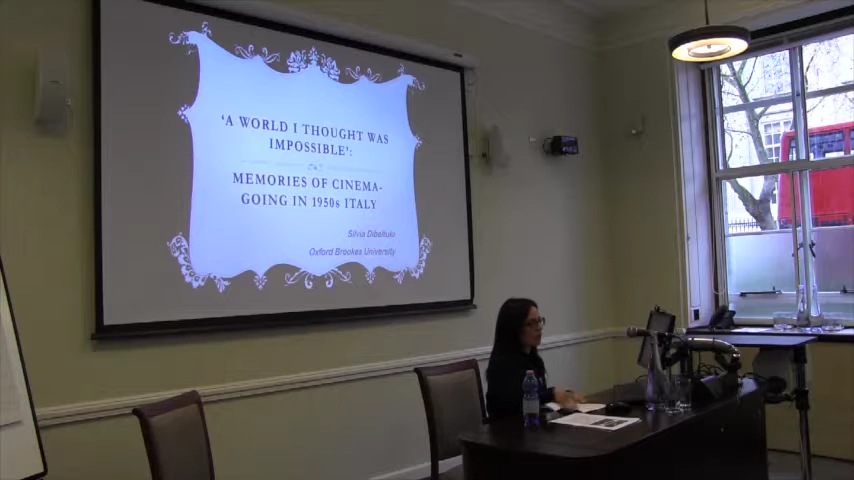 'A WORLD I THOUGHT WAS
IMPOSSIBLE':
MEMORIES OF CINEMA-
GOING IN 1950s ITALY
Silvia Dibeltulo
Oxford Brookes University